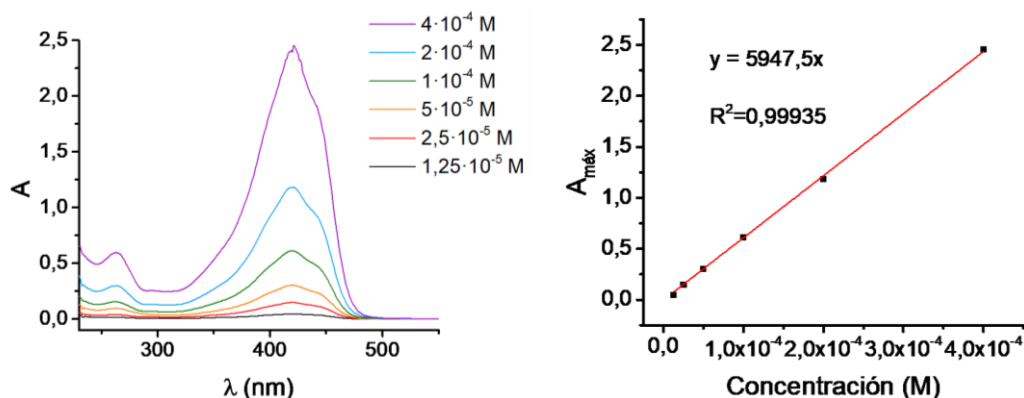 4·10⁻⁴ M
2·10⁻⁴ M
1·10⁻⁴ M
5·10⁻⁵ M
2,5·10⁻⁵ M
1,25·10⁻⁵ M
A
2,5
2,0
1,5
1,0
0,5
0,0
300 400 500
λ (nm)
y = 5947,5x
R²=0,99935
Amáx
2,5
2,0
1,5
1,0
0,5
0,0
0,0 1,0x10⁻⁴ 2,0x10⁻⁴ 3,0x10⁻⁴ 4,0x10⁻⁴
Concentración (M)